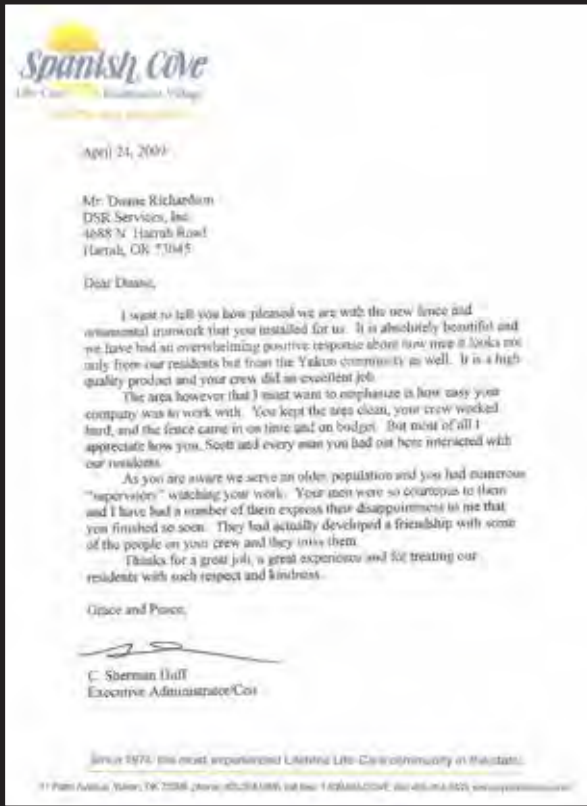 Spanish Cove
Life Care Retirement Village
April 24, 2009
Mr. Duane Richardson
DSR Services, Inc.
4688 N. Harrah Road
Harrah, OK 73045
Dear Duane,
I want to tell you how pleased we are with the new fence and
ornamental ironwork that you installed for us. It is absolutely beautiful and
we have had an overwhelming positive response about how nice it looks not
only from our residents but from the Yukon community as well. It is a high
quality product and your crew did an excellent job.
The area however that I most want to emphasize is how easy your
company was to work with. You kept the area clean, your crew worked
hard, and the fence came in on time and on budget. But most of all I
appreciate how you, Scott and every man you had out here interacted with
our residents.
As you are aware we serve an older population and you had numerous
"supervisors" watching your work. Your men were so courteous to them
and I have had a number of them express their disappointment to me that
you finished so soon. They had actually developed a friendship with some
of the people on your crew and they miss them.
Thanks for a great job, a great experience and for treating our
residents with such respect and kindness.
Grace and Peace,
C. Sherman Huff
Executive Administrator/
Since 1974, the most experienced Lifetime Life Care community in the state.
Yukon, OK